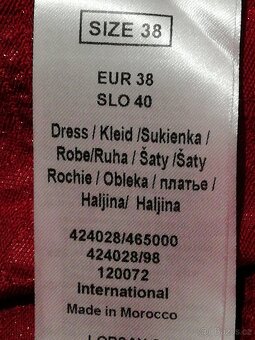 SIZE 38
EUR 38
SLO 40
Dress / Kleid /Sukienka /
Robe/Ruha / Šaty /Šaty
Rochie / Obleka / платье /
Haljina/ Haljina
424028/465000
424028/98
120072
International
Made in Morocco